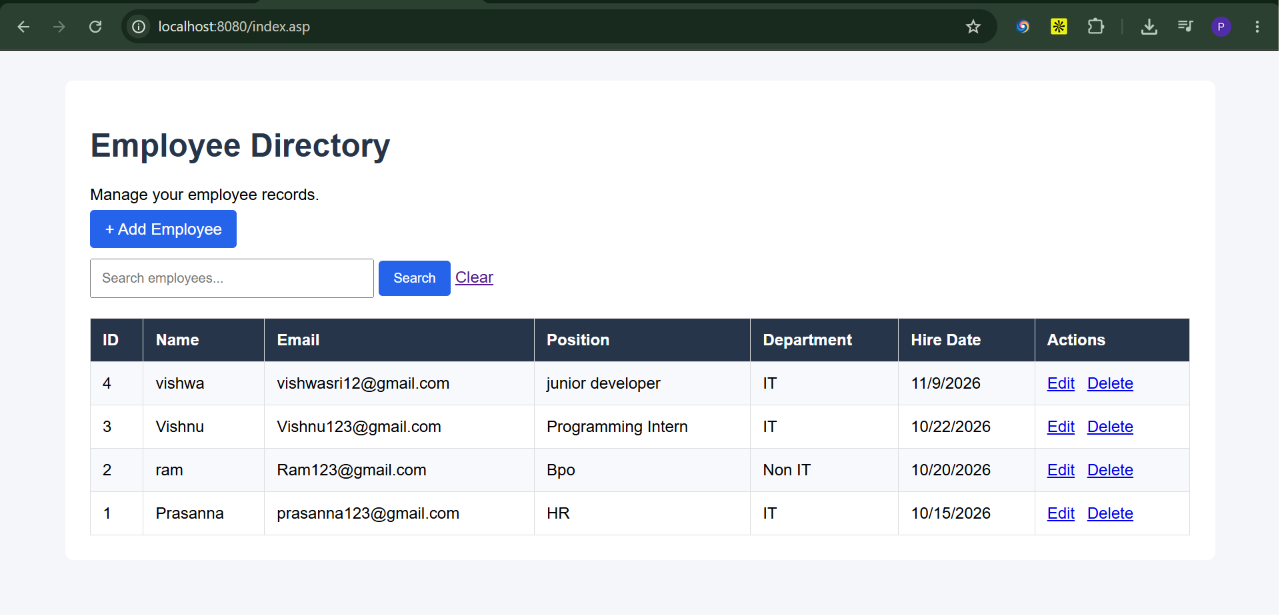 localhost:8080/index.asp
P
Employee Directory
Manage your employee records.
+ Add Employee
Search employees... Search Clear
ID Name Email Position Department Hire Date Actions
4 vishwa vishwasri12@gmail.com junior developer IT 11/9/2026 Edit Delete
3 Vishnu Vishnu123@gmail.com Programming Intern IT 10/22/2026 Edit Delete
2 ram Ram123@gmail.com Bpo Non IT 10/20/2026 Edit Delete
1 Prasanna prasanna123@gmail.com HR IT 10/15/2026 Edit Delete